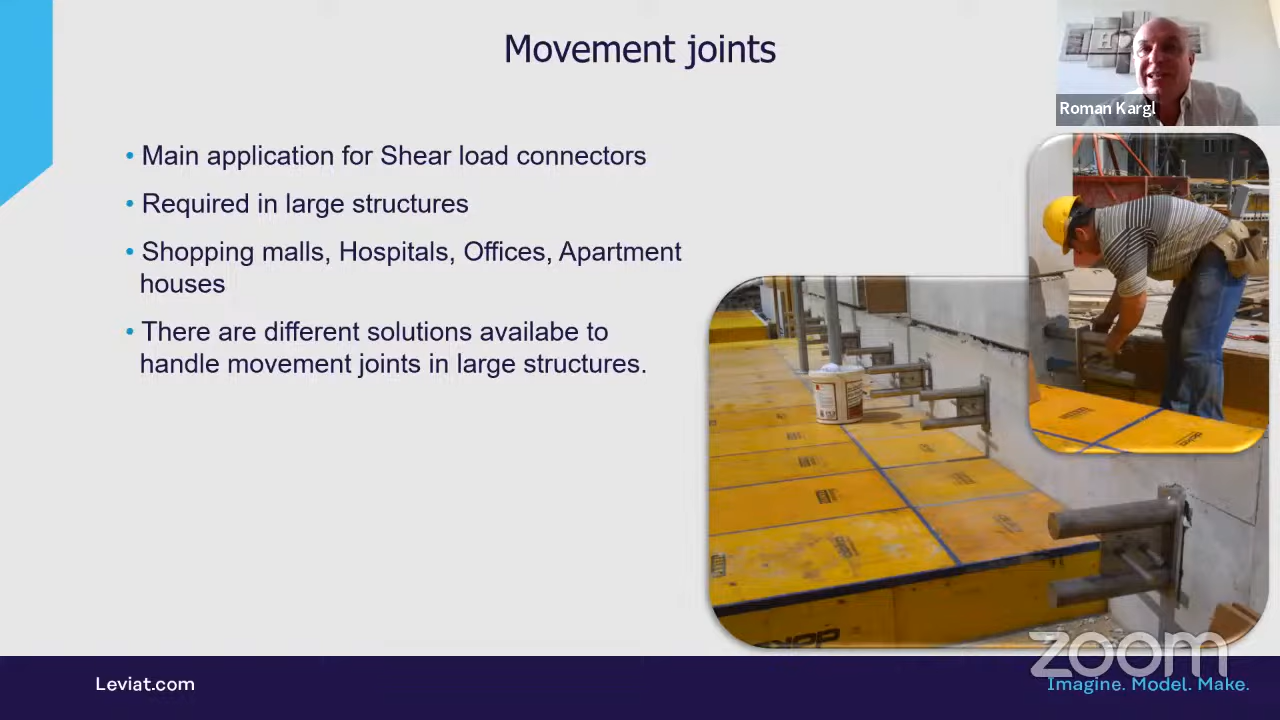 Movement joints
Roman Kargl
• Main application for Shear load connectors
• Required in large structures
• Shopping malls, Hospitals, Offices, Apartment
houses
• There are different solutions availabe to
handle movement joints in large structures.
zoom
Leviat.com
Imagine. Model. Make.